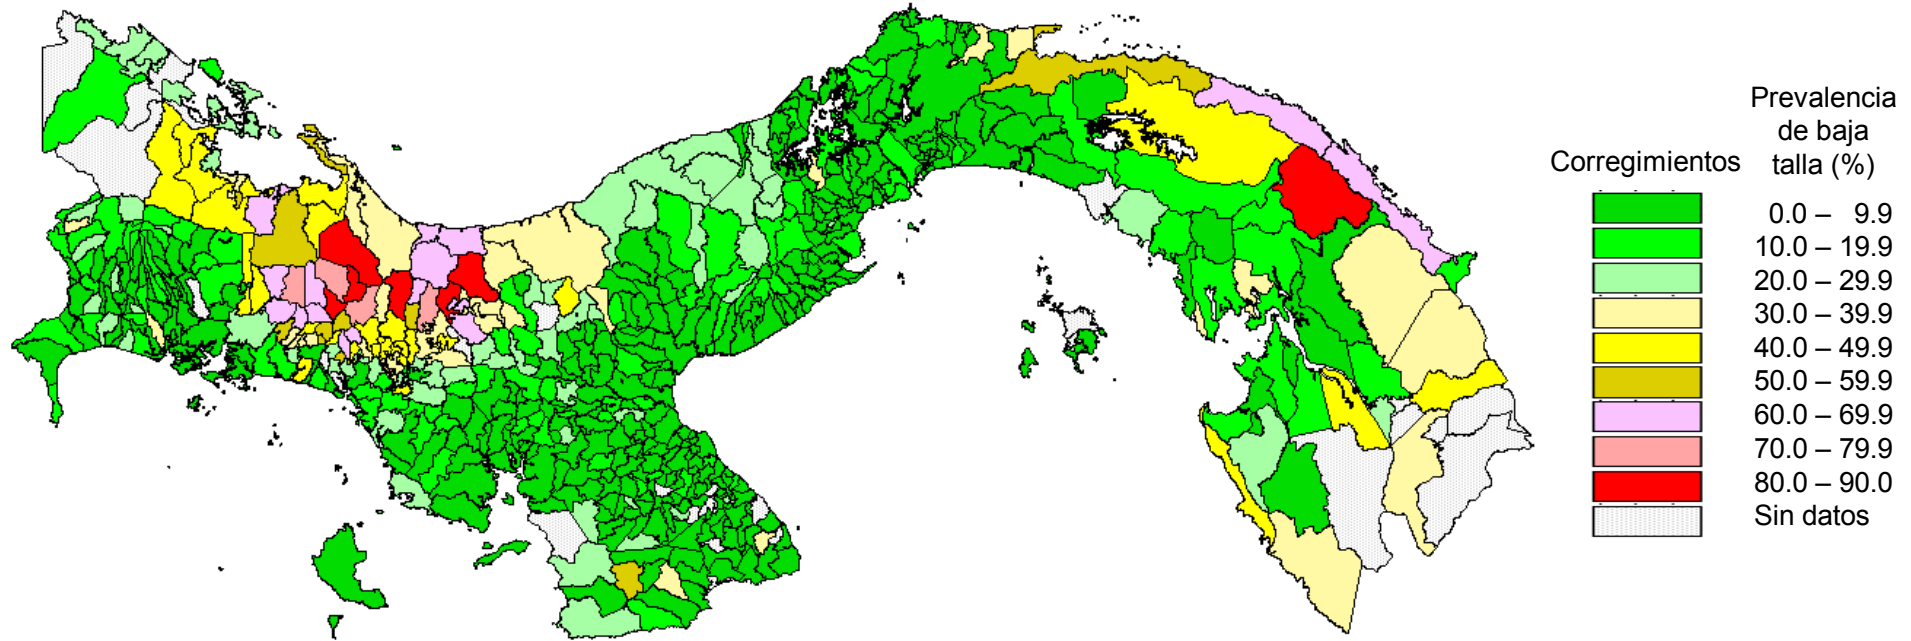 Prevalencia
de baja
talla (%)
Corregimientos
0.0 – 9.9
10.0 – 19.9
20.0 – 29.9
30.0 – 39.9
40.0 – 49.9
50.0 – 59.9
60.0 – 69.9
70.0 – 79.9
80.0 – 90.0
Sin datos